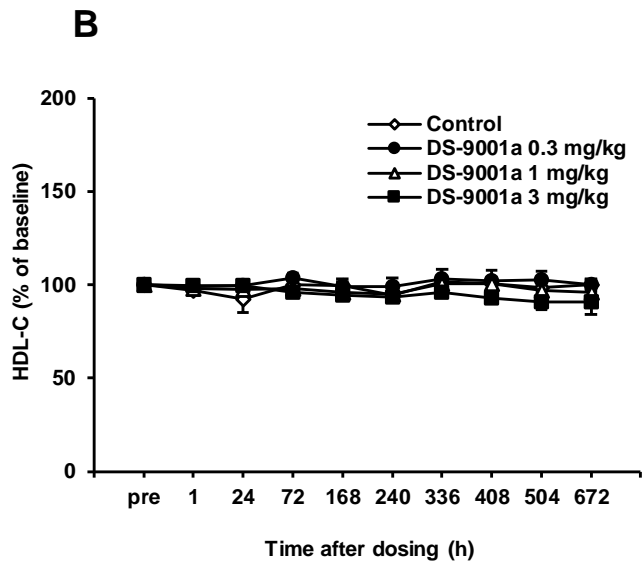 B
200
150
100
50
0
HDL-C (% of baseline)
Control
DS-9001a 0.3 mg/kg
DS-9001a 1 mg/kg
DS-9001a 3 mg/kg
pre 1 24 72 168 240 336 408 504 672
Time after dosing (h)